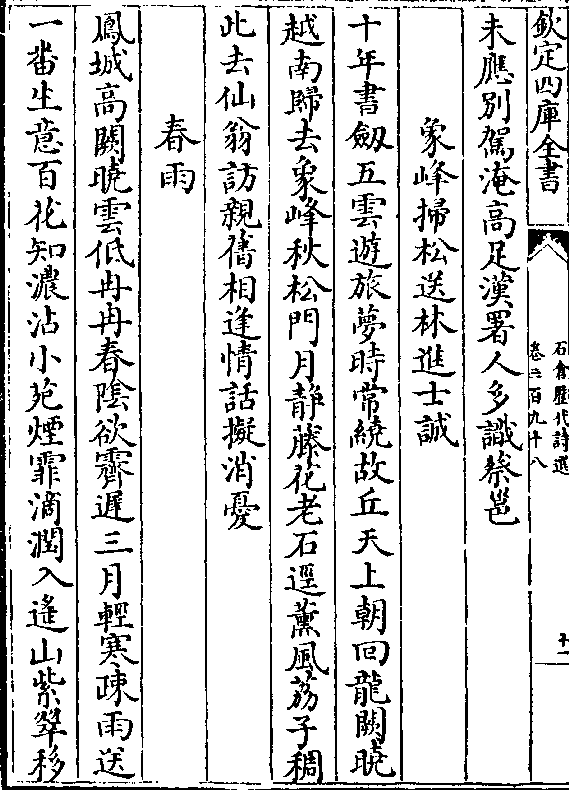 欽定四庫全書
石倉歷代詩選
卷三百九十八
十一
未應別駕淹高足漢署人多識蔡邕
象峰掃松送林進士誠
十年書劒五雲遊旅夢時常繞故丘天上朝回龍闕曉
越南歸去象峰秋松門月靜藤花老石逕薰風荔子稠
此去仙翁訪親舊相逢情話擬消憂
春雨
鳳城高闕曉雲低冉冉春陰欲霽遲三月輕寒疎雨送
一畨生意百花知濃沾小苑煙霏滴潤入遙山紫翠移